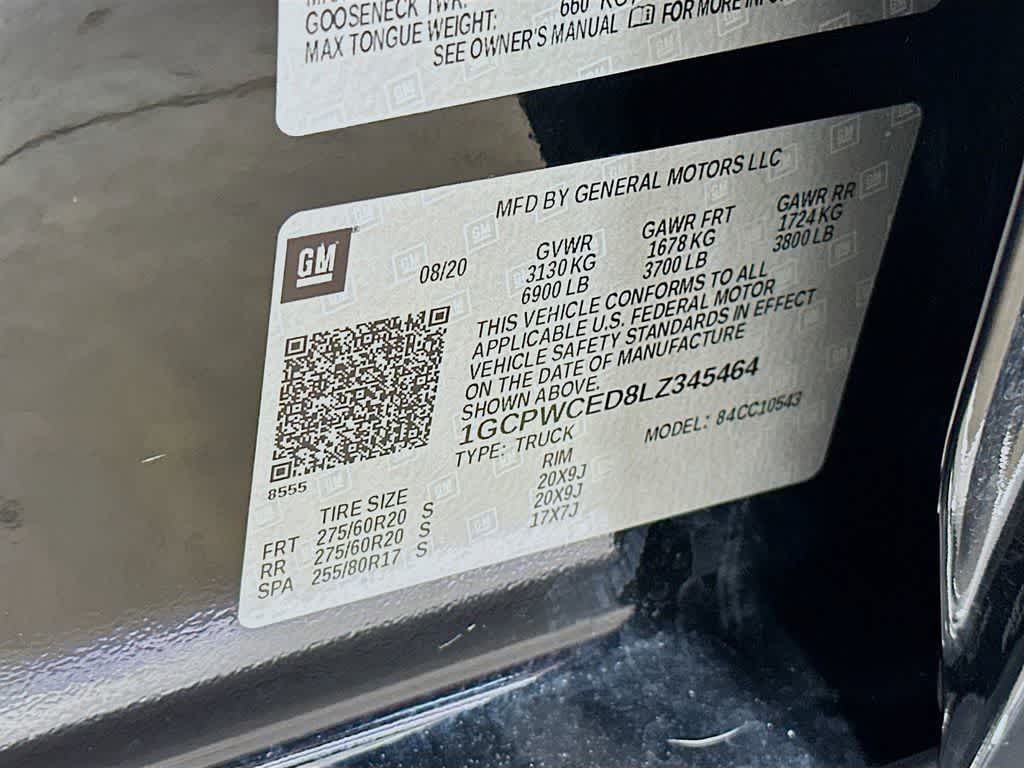 GOOSENECK TWR:
MAX TONGUE WEIGHT: 660 KG
SEE OWNER'S MANUAL FOR MORE
MFD BY GENERAL MOTORS LLC
GM
08/20
GVWR GAWR FRT GAWR RR
3130 KG 1678 KG 1724 KG
6900 LB 3700 LB 3800 LB
THIS VEHICLE CONFORMS TO ALL
APPLICABLE U.S. FEDERAL MOTOR
VEHICLE SAFETY STANDARDS IN EFFECT
ON THE DATE OF MANUFACTURE
SHOWN ABOVE.
1GCPWCED8LZ345464
TYPE: TRUCK MODEL: 84CC10543
8555
TIRE SIZE RIM
FRT 275/60R20 S 20X9J
RR 275/60R20 S 20X9J
SPA 255/80R17 S 17X7J